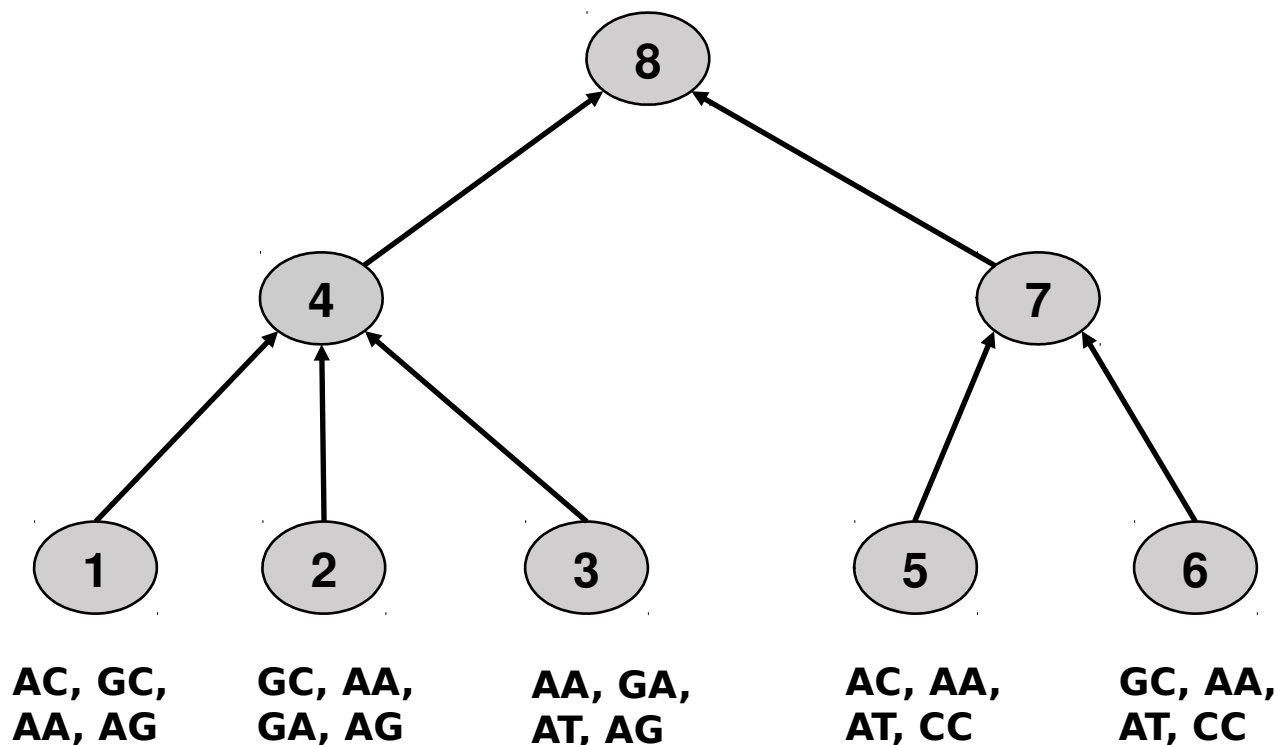 8
4
7
1
2
3
5
6
AC, GC,
AA, AG
GC, AA,
GA, AG
AA, GA,
AT, AG
AC, AA,
AT, CC
GC, AA,
AT, CC